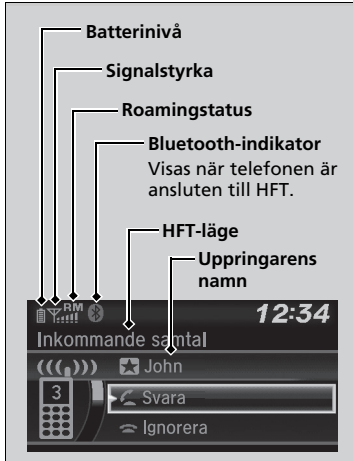 Batterinivå
Signalstyrka
Roamingstatus
Bluetooth-indikator
Visas när telefonen är
ansluten till HFT.
HFT-läge
Uppringarens
namn
RM
12:34
Inkommande samtal
John
3
Svara
Ignorera